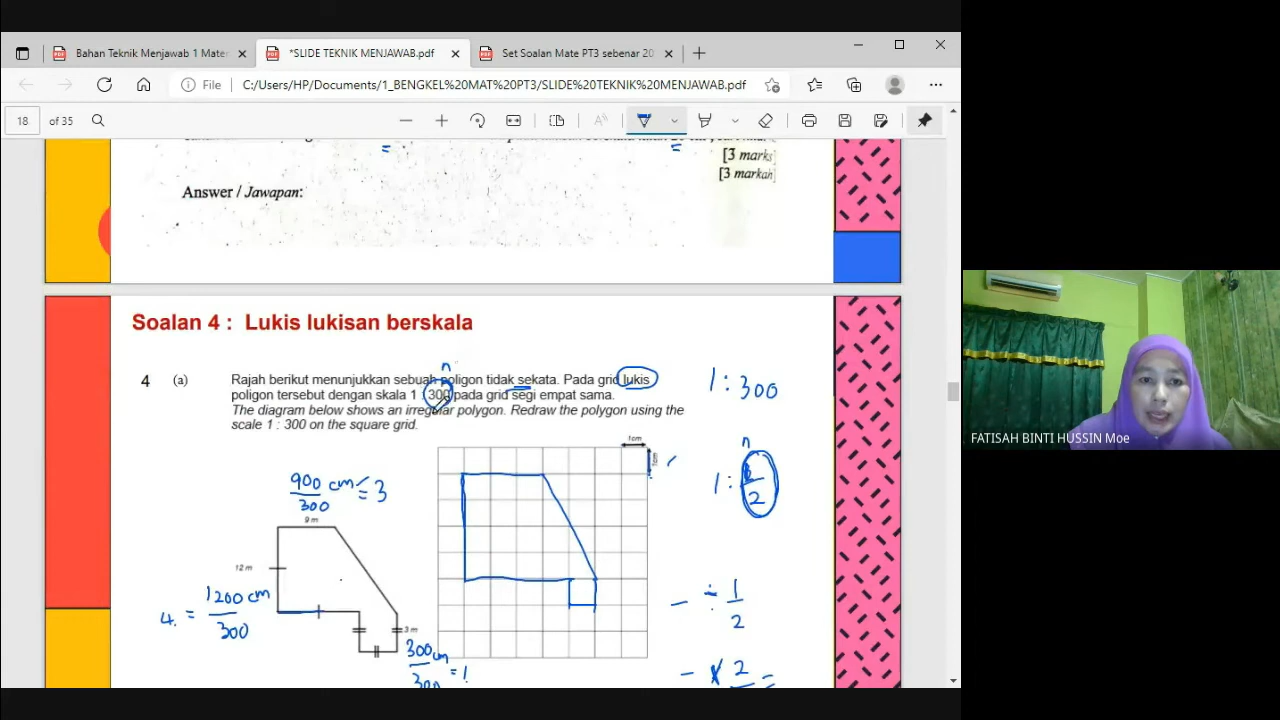 Bahan Teknik Menjawab 1 Mate
*SLIDE TEKNIK MENJAWAB.pdf
Set Soalan Mate PT3 sebenar 20
File
C:/Users/HP/Documents/1_BENGKEL%20MAT%20PT3/SLIDE%20TEKNIK%20MENJAWAB.pdf
18 of 35
[3 marks]
[3 markah]
Answer / Jawapan:
Soalan 4 : Lukis lukisan berskala
4 (a) Rajah berikut menunjukkan sebuah poligon tidak sekata. Pada grid lukis
poligon tersebut dengan skala 1 : 300 pada grid segi empat sama.
The diagram below shows an irregular polygon. Redraw the polygon using the
scale 1 : 300 on the square grid.
n
1 : 300
1cm
1cm
n
1 : 1/2
900/300 cm = 3
9 m
12 m
4. = 1200 cm/300
3 m
300 cm/300 = 1
÷ 1/2
2
FATISAH BINTI HUSSIN Moe